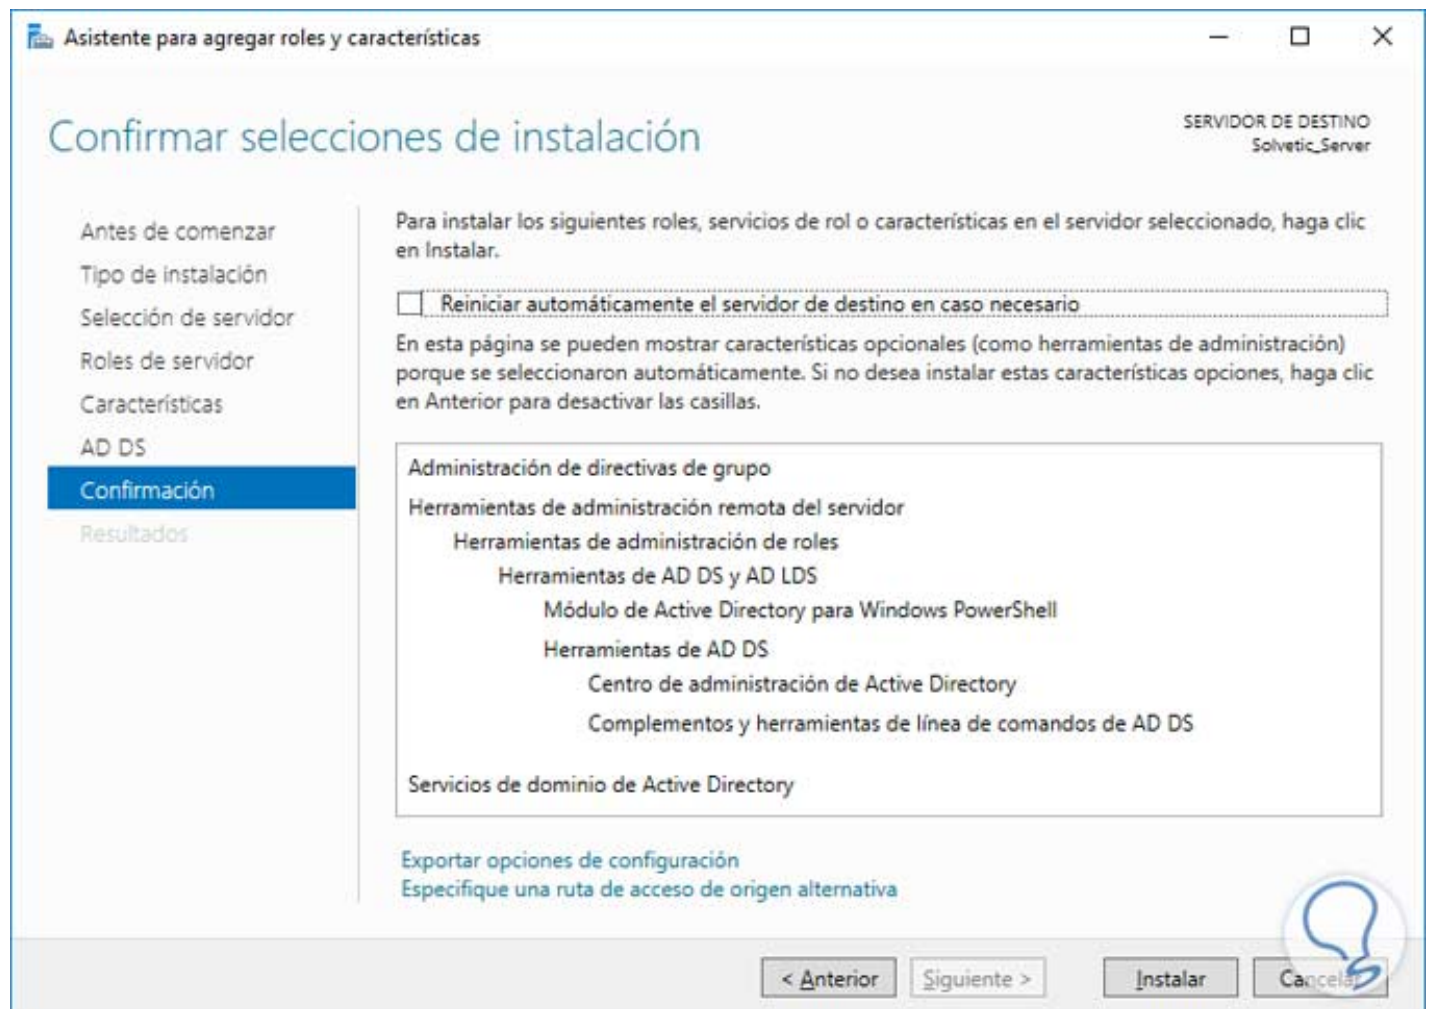 Asistente para agregar roles y características
Confirmar selecciones de instalación
SERVIDOR DE DESTINO
Solvetic_Server
Antes de comenzar
Tipo de instalación
Selección de servidor
Roles de servidor
Características
AD DS
Confirmación
Resultados
Para instalar los siguientes roles, servicios de rol o características en el servidor seleccionado, haga clic
en Instalar.
Reiniciar automáticamente el servidor de destino en caso necesario
En esta página se pueden mostrar características opcionales (como herramientas de administración)
porque se seleccionaron automáticamente. Si no desea instalar estas características opciones, haga clic
en Anterior para desactivar las casillas.
Administración de directivas de grupo
Herramientas de administración remota del servidor
Herramientas de administración de roles
Herramientas de AD DS y AD LDS
Módulo de Active Directory para Windows PowerShell
Herramientas de AD DS
Centro de administración de Active Directory
Complementos y herramientas de línea de comandos de AD DS
Servicios de dominio de Active Directory
Exportar opciones de configuración
Especifique una ruta de acceso de origen alternativa
< Anterior
Siguiente >
Instalar
Cancelar